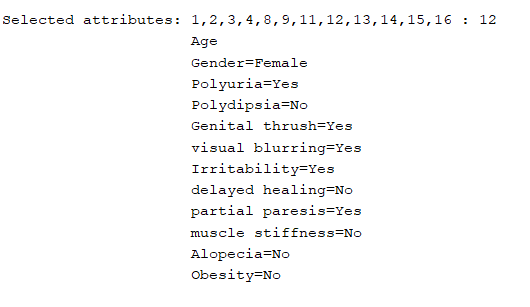 Selected attributes: 1,2,3,4,8,9,11,12,13,14,15,16 : 12
Age
Gender=Female
Polyuria=Yes
Polydipsia=No
Genital thrush=Yes
visual blurring=Yes
Irritability=Yes
delayed healing=No
partial paresis=Yes
muscle stiffness=No
Alopecia=No
Obesity=No